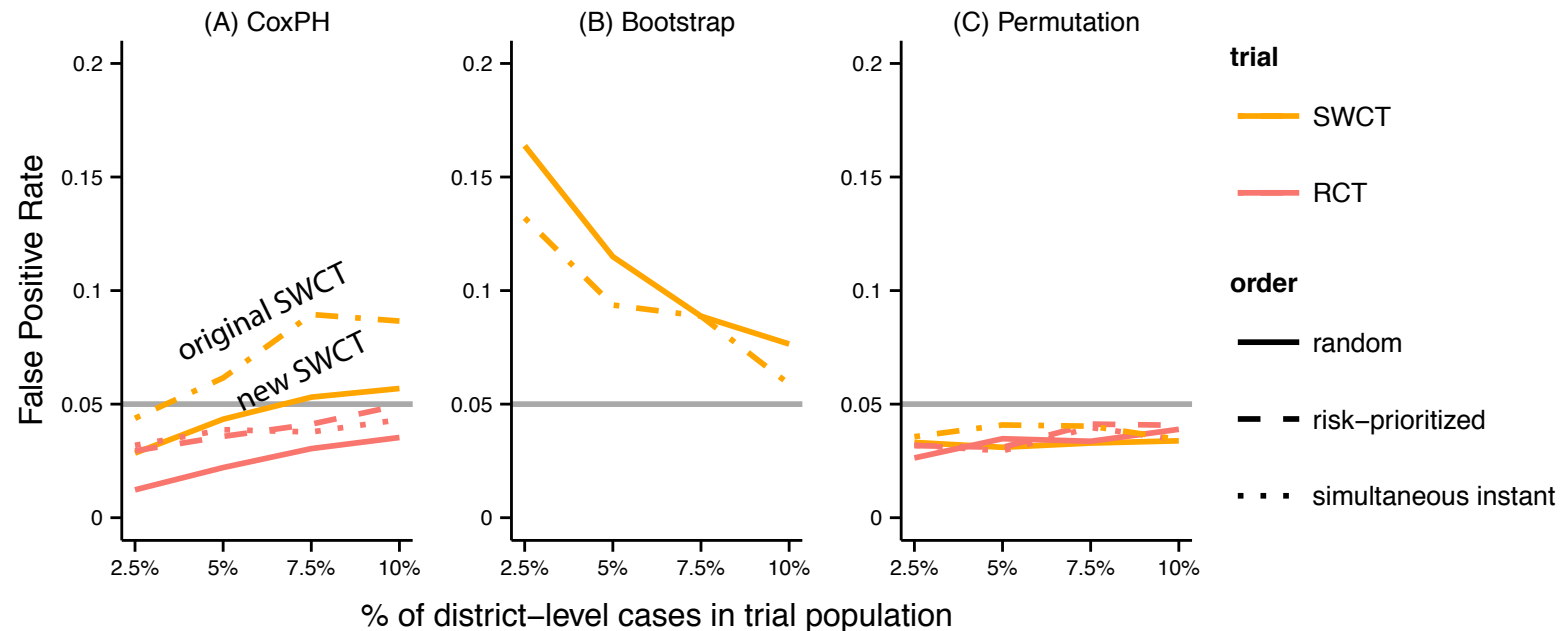 (A) CoxPH
(B) Bootstrap
(C) Permutation
False Positive Rate
0.2
0.15
0.1
0.05
0
original SWCT
new SWCT
2.5%
5%
7.5%
10%
0.2
0.15
0.1
0.05
0
2.5%
5%
7.5%
10%
0.2
0.15
0.1
0.05
0
2.5%
5%
7.5%
10%
% of district−level cases in trial population
trial
SWCT
RCT
order
random
risk−prioritized
simultaneous instant